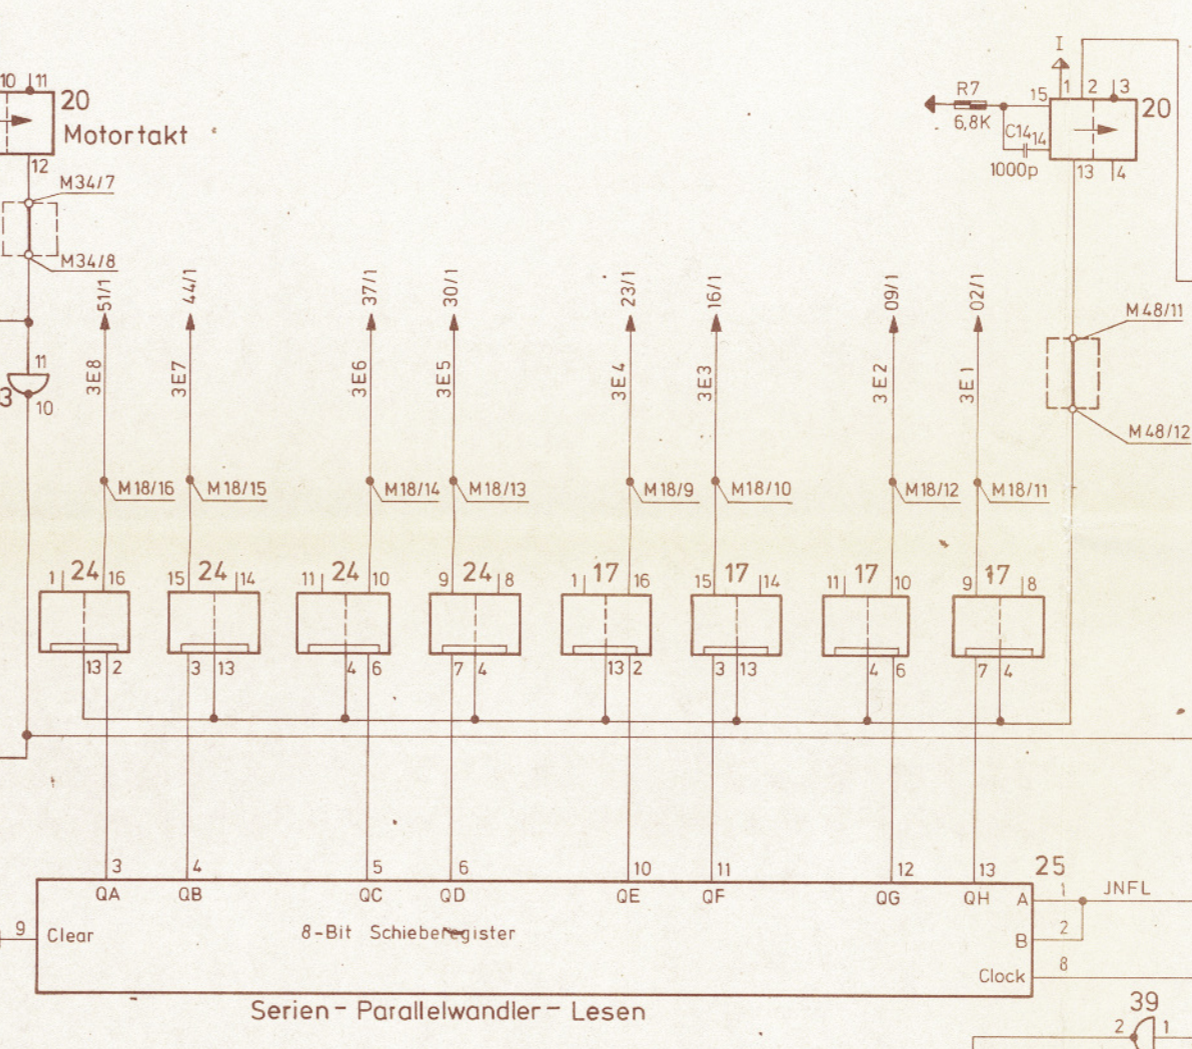 I
10 11 20
Motortakt
12
M34/7
M34/8
R7 15 1 2 3 20
6,8K C14 14
1000p 13 4
51/1 44/1 37/1 30/1 23/1 16/1 09/1 02/1
M48/11
3E8 3E7 3E6 3E5 3E4 3E3 3E2 3E1
11
3 10
M48/12
M18/16 M18/15 M18/14 M18/13 M18/9 M18/10 M18/12 M18/11
1 24 16 15 24 14 11 24 10 9 24 8 1 17 16 15 17 14 11 17 10 9 17 8
13 2 3 13 4 6 7 4 13 2 3 13 4 6 7 4
3 4 5 6 10 11 12 13 25
QA QB QC QD QE QF QG QH A 1 JNFL
9 Clear 8-Bit Schieberegister B 2
Clock 8
Serien-Parallelwandler-Lesen
39
2 1